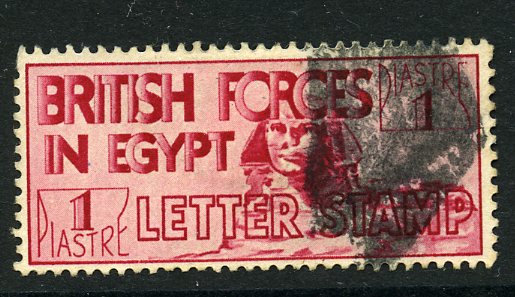 BRITISH FORCES
PIASTRE
1
IN EGYPT
1
PIASTRE
LETTER STAMP